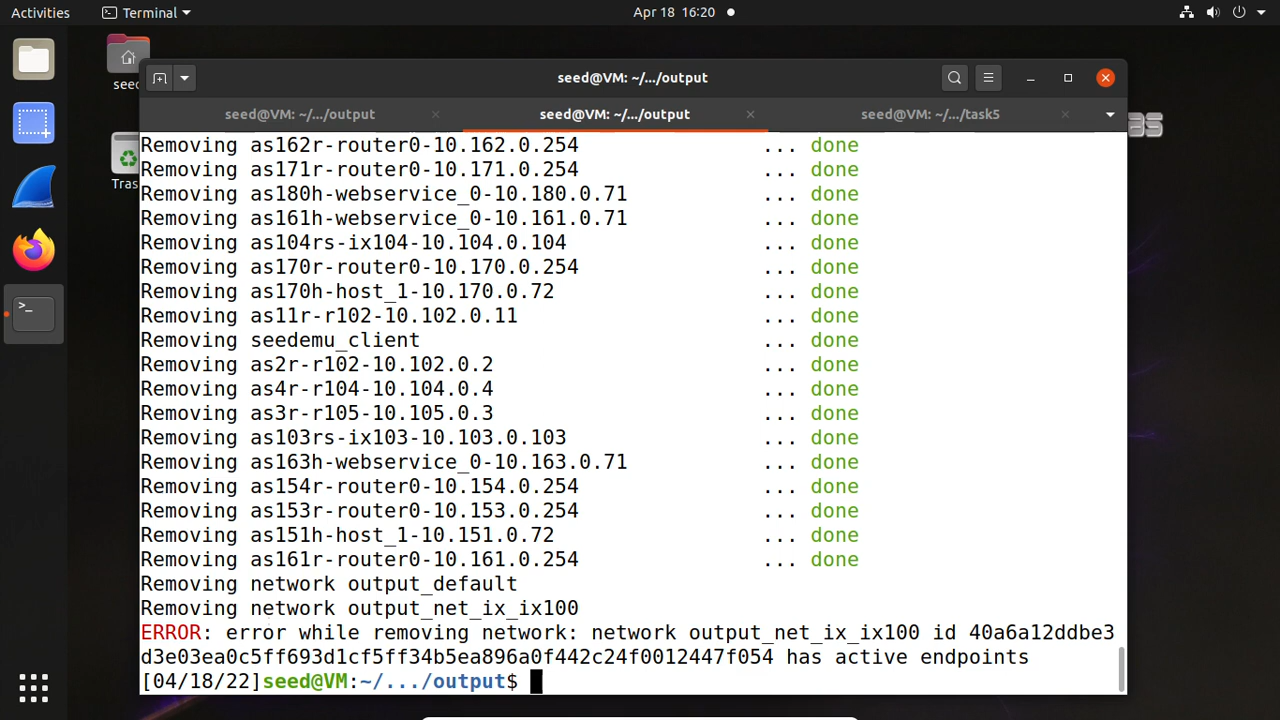 Activities
Terminal
Apr 18 16:20
seed@VM: ~/.../output
seed@VM: ~/.../output
seed@VM: ~/.../output
seed@VM: ~/.../task5
seed
Tras
Removing as162r-router0-10.162.0.254 ... done
Removing as171r-router0-10.171.0.254 ... done
Removing as180h-webservice_0-10.180.0.71 ... done
Removing as161h-webservice_0-10.161.0.71 ... done
Removing as104rs-ix104-10.104.0.104 ... done
Removing as170r-router0-10.170.0.254 ... done
Removing as170h-host_1-10.170.0.72 ... done
Removing as11r-r102-10.102.0.11 ... done
Removing seedemu_client ... done
Removing as2r-r102-10.102.0.2 ... done
Removing as4r-r104-10.104.0.4 ... done
Removing as3r-r105-10.105.0.3 ... done
Removing as103rs-ix103-10.103.0.103 ... done
Removing as163h-webservice_0-10.163.0.71 ... done
Removing as154r-router0-10.154.0.254 ... done
Removing as153r-router0-10.153.0.254 ... done
Removing as151h-host_1-10.151.0.72 ... done
Removing as161r-router0-10.161.0.254 ... done
Removing network output_default
Removing network output_net_ix_ix100
ERROR: error while removing network: network output_net_ix_ix100 id 40a6a12ddbe3
d3e03ea0c5ff693d1cf5ff34b5ea896a0f442c24f0012447f054 has active endpoints
[04/18/22]seed@VM:~/.../output$